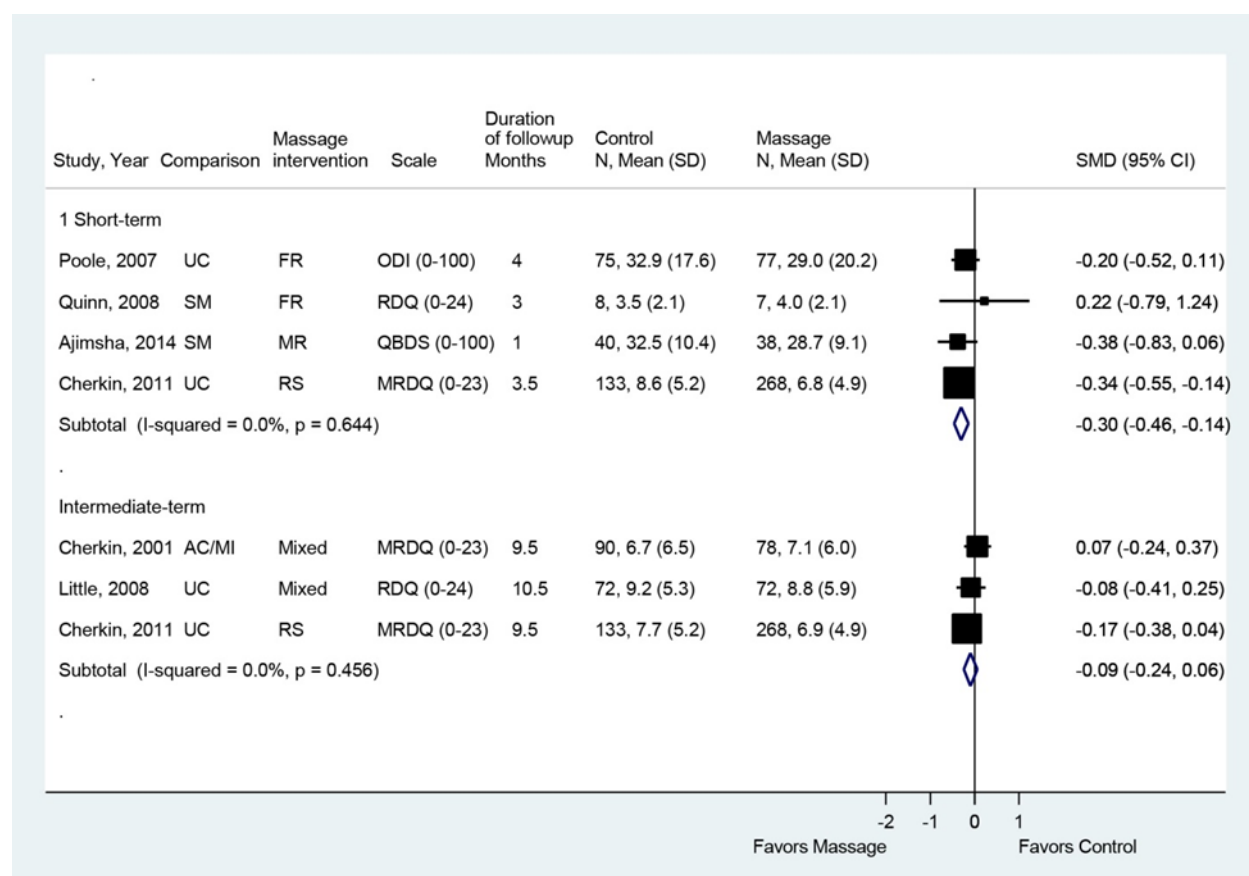 Study, Year Comparison Massage intervention Scale Duration of followup Months Control N, Mean (SD) Massage N, Mean (SD) SMD (95% CI)
1 Short-term
Poole, 2007 UC FR ODI (0-100) 4 75, 32.9 (17.6) 77, 29.0 (20.2) -0.20 (-0.52, 0.11)
Quinn, 2008 SM FR RDQ (0-24) 3 8, 3.5 (2.1) 7, 4.0 (2.1) 0.22 (-0.79, 1.24)
Ajimsha, 2014 SM MR QBDS (0-100) 1 40, 32.5 (10.4) 38, 28.7 (9.1) -0.38 (-0.83, 0.06)
Cherkin, 2011 UC RS MRDQ (0-23) 3.5 133, 8.6 (5.2) 268, 6.8 (4.9) -0.34 (-0.55, -0.14)
Subtotal (I-squared = 0.0%, p = 0.644) -0.30 (-0.46, -0.14)
.
Intermediate-term
Cherkin, 2001 AC/MI Mixed MRDQ (0-23) 9.5 90, 6.7 (6.5) 78, 7.1 (6.0) 0.07 (-0.24, 0.37)
Little, 2008 UC Mixed RDQ (0-24) 10.5 72, 9.2 (5.3) 72, 8.8 (5.9) -0.08 (-0.41, 0.25)
Cherkin, 2011 UC RS MRDQ (0-23) 9.5 133, 7.7 (5.2) 268, 6.9 (4.9) -0.17 (-0.38, 0.04)
Subtotal (I-squared = 0.0%, p = 0.456) -0.09 (-0.24, 0.06)
.
-2 -1 0 1
Favors Massage Favors Control